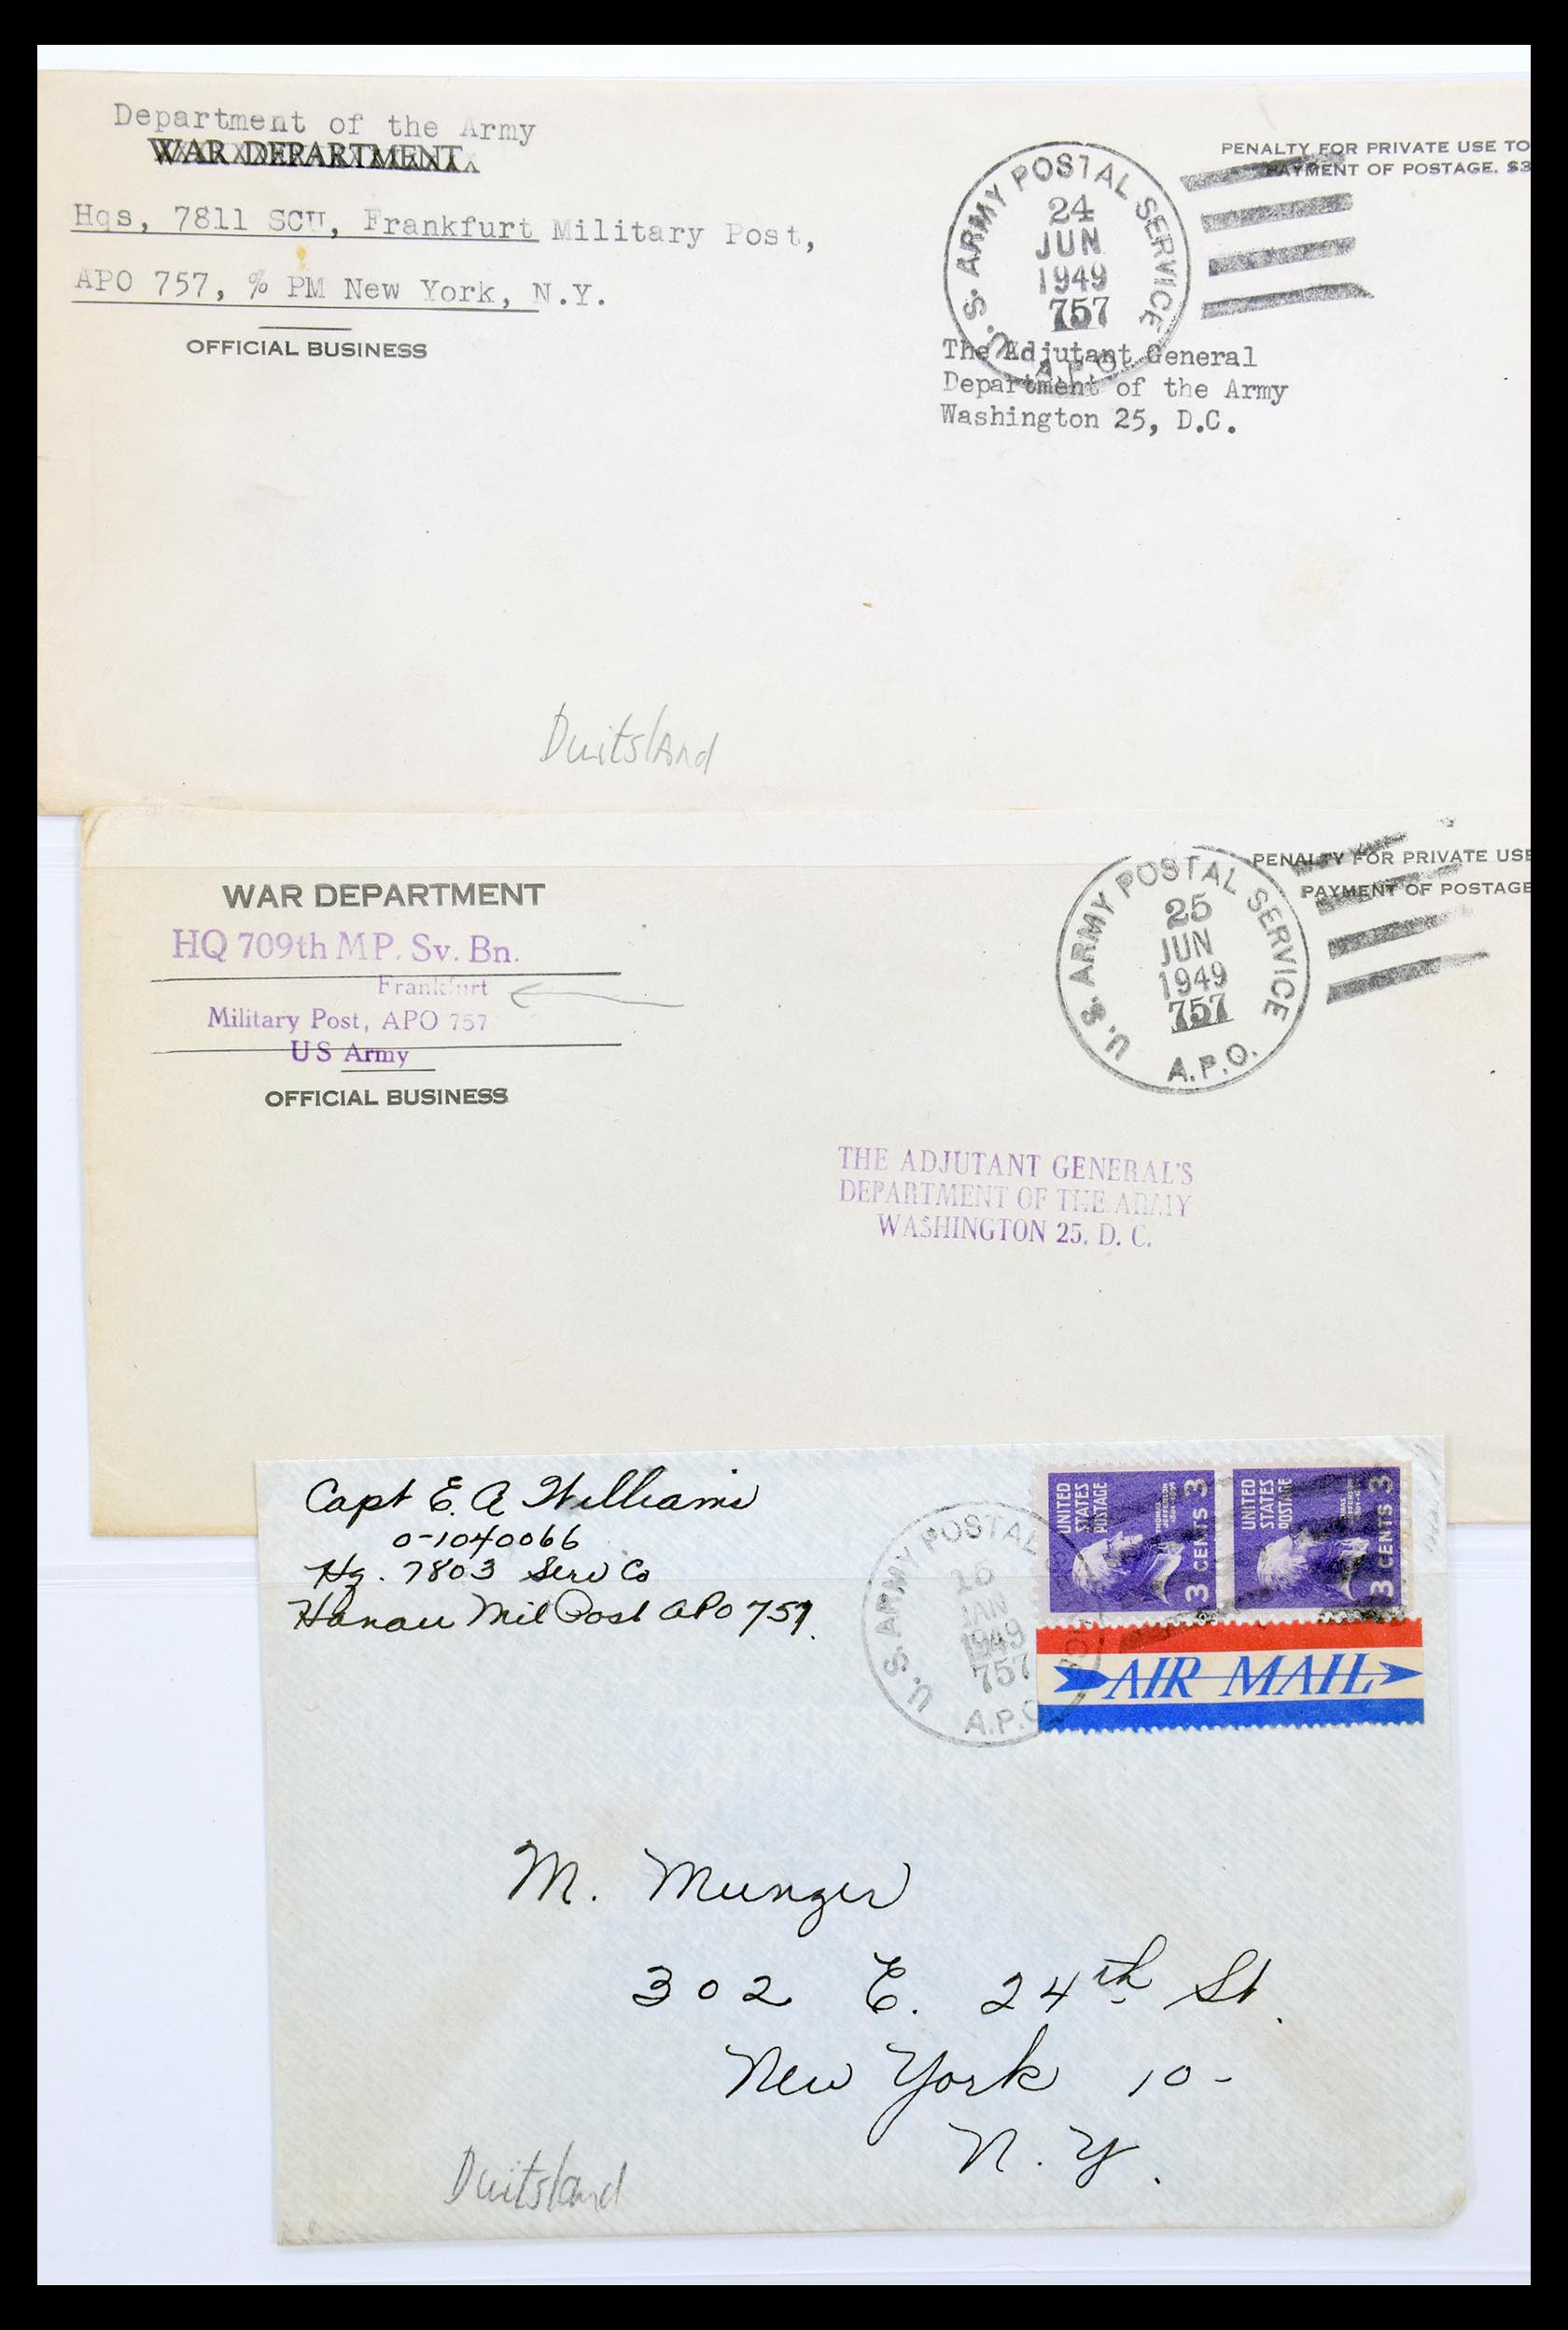 Department of the Army
WAR DEPARTMENT
Hqs, 7811 SCU, Frankfurt Military Post,
APO 757, % PM New York, N.Y.
OFFICIAL BUSINESS
U. S. ARMY POSTAL SERVICE
24
JUN
1949
757
A.P.O.
PENALTY FOR PRIVATE USE TO
PAYMENT OF POSTAGE. $3
The Adjutant General
Department of the Army
Washington 25, D.C.
Duitsland
WAR DEPARTMENT
HQ 709th MP. Sv. Bn.
Frankfurt
Military Post, APO 757
US Army
OFFICIAL BUSINESS
U. S. ARMY POSTAL SERVICE
25
JUN
1949
757
A.P.O.
PENALTY FOR PRIVATE USE
PAYMENT OF POSTAGE
THE ADJUTANT GENERAL'S
DEPARTMENT OF THE ARMY
WASHINGTON 25. D. C.
Capt E. A Williams
O-1040066
Hq. 7803 Serv Co
Hanau Mil Post APO 757.
U.S. ARMY POSTAL
JAN
1949
757
A.P.O
UNITED
STATES
POSTAGE
THOMAS
JEFFERSON
3 CENTS 3
UNITED
STATES
POSTAGE
3 CENTS 3
AIR MAIL
M. Munger
302 E. 24th St.
New York 10-
N. Y.
Duitsland